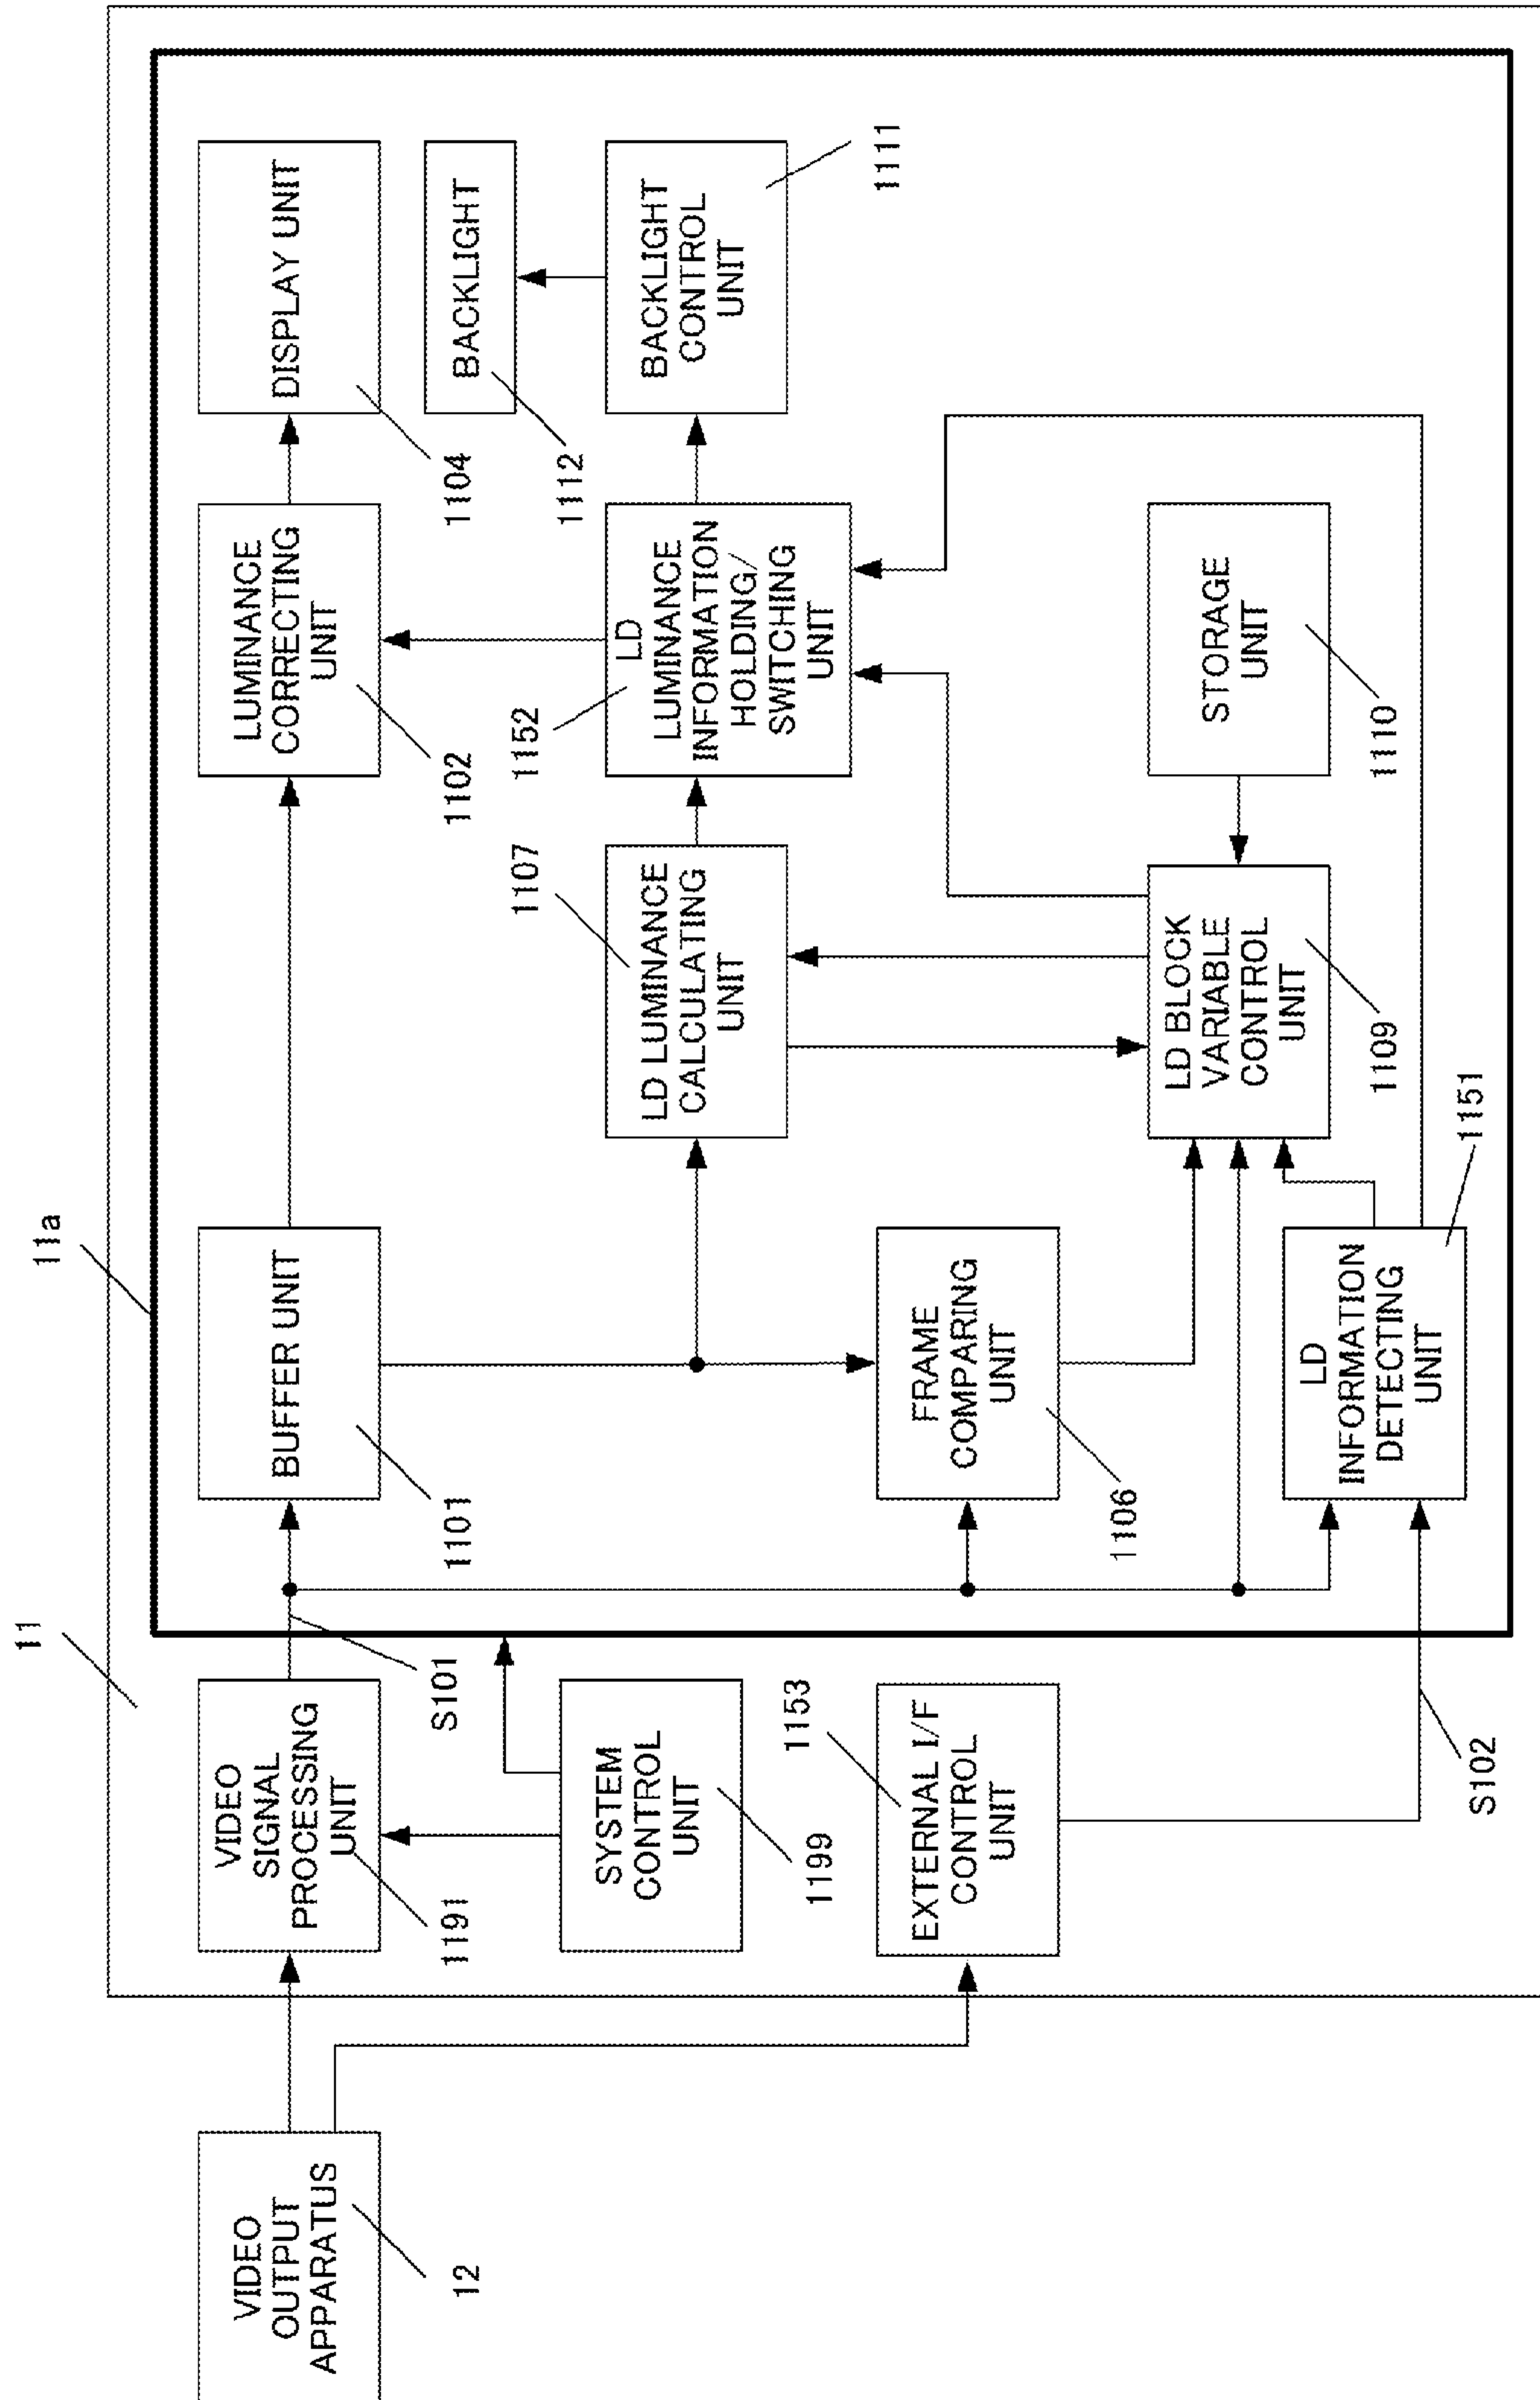 11
11a
VIDEO
OUTPUT
APPARATUS
12
VIDEO
SIGNAL
PROCESSING
UNIT
1191
S101
SYSTEM
CONTROL
UNIT
1199
EXTERNAL I/F
CONTROL
UNIT
1153
S102
BUFFER UNIT
1101
FRAME
COMPARING
UNIT
1106
LD
INFORMATION
DETECTING
UNIT
1151
LD LUMINANCE
CALCULATING
UNIT
1107
LD BLOCK
VARIABLE
CONTROL
UNIT
1109
LUMINANCE
CORRECTING
UNIT
1102
LD
LUMINANCE
INFORMATION
HOLDING/
SWITCHING
UNIT
1152
STORAGE
UNIT
1110
DISPLAY UNIT
1104
BACKLIGHT
1112
BACKLIGHT
CONTROL
UNIT
1111